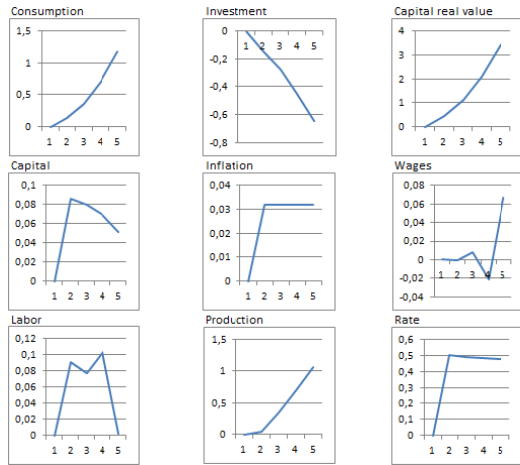 Consumption
1,5
1
0,5
0
1 2 3 4 5
Investment
0
-0,2
-0,4
-0,6
-0,8
1 2 3 4 5
Capital real value
4
3
2
1
0
1 2 3 4 5
Capital
0,1
0,08
0,06
0,04
0,02
0
1 2 3 4 5
Inflation
0,04
0,03
0,02
0,01
0
1 2 3 4 5
Wages
0,08
0,06
0,04
0,02
0
-0,02
-0,04
1 2 3 4 5
Labor
0,12
0,1
0,08
0,06
0,04
0,02
0
1 2 3 4 5
Production
1,5
1
0,5
0
1 2 3 4 5
Rate
0,6
0,5
0,4
0,3
0,2
0,1
0
1 2 3 4 5